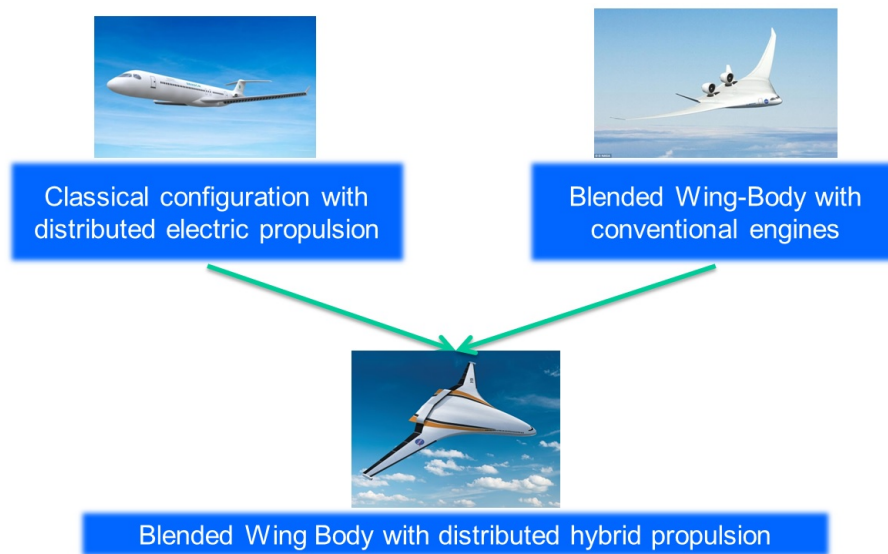 Classical configuration with
distributed electric propulsion
Blended Wing-Body with
conventional engines
Blended Wing Body with distributed hybrid propulsion